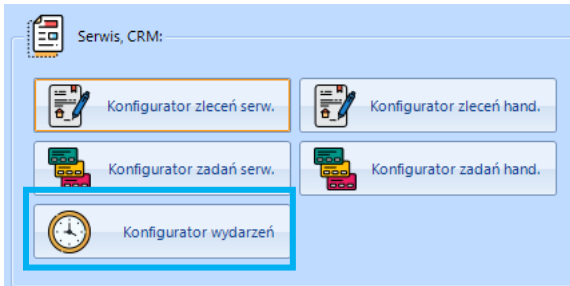 Serwis, CRM:
Konfigurator zleceń serw.
Konfigurator zleceń hand.
Konfigurator zadań serw.
Konfigurator zadań hand.
Konfigurator wydarzeń